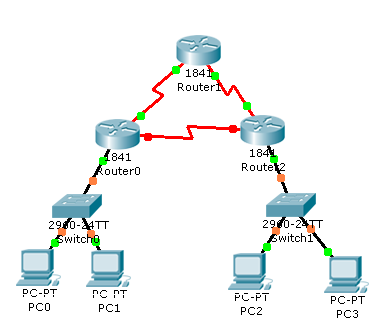 1841
Router1
1841
Router0
1841
Router2
2960-24TT
Switch0
2960-24TT
Switch1
PC-PT
PC0
PC-PT
PC1
PC-PT
PC2
PC-PT
PC3